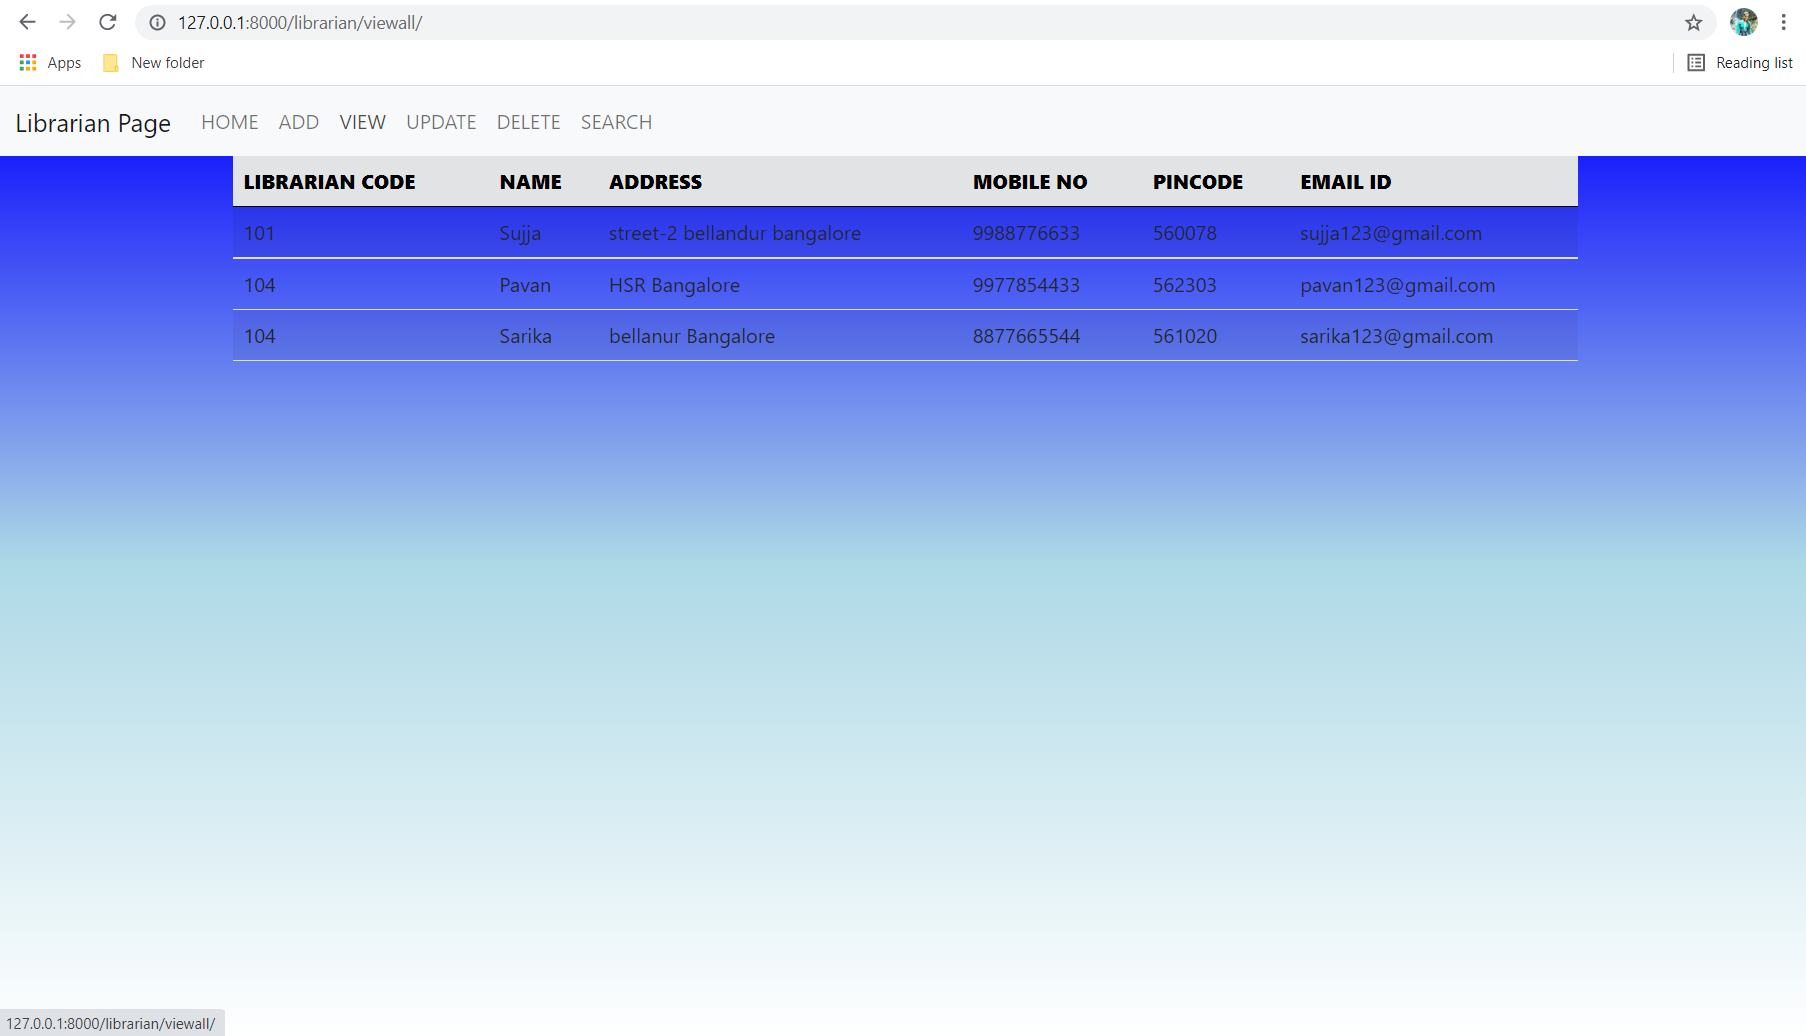 127.0.0.1:8000/librarian/viewall/
Apps New folder Reading list
Librarian Page HOME ADD VIEW UPDATE DELETE SEARCH
LIBRARIAN CODE NAME ADDRESS MOBILE NO PINCODE EMAIL ID
101 Sujja street-2 bellandur bangalore 9988776633 560078 sujja123@gmail.com
104 Pavan HSR Bangalore 9977854433 562303 pavan123@gmail.com
104 Sarika bellanur Bangalore 8877665544 561020 sarika123@gmail.com
127.0.0.1:8000/librarian/viewall/